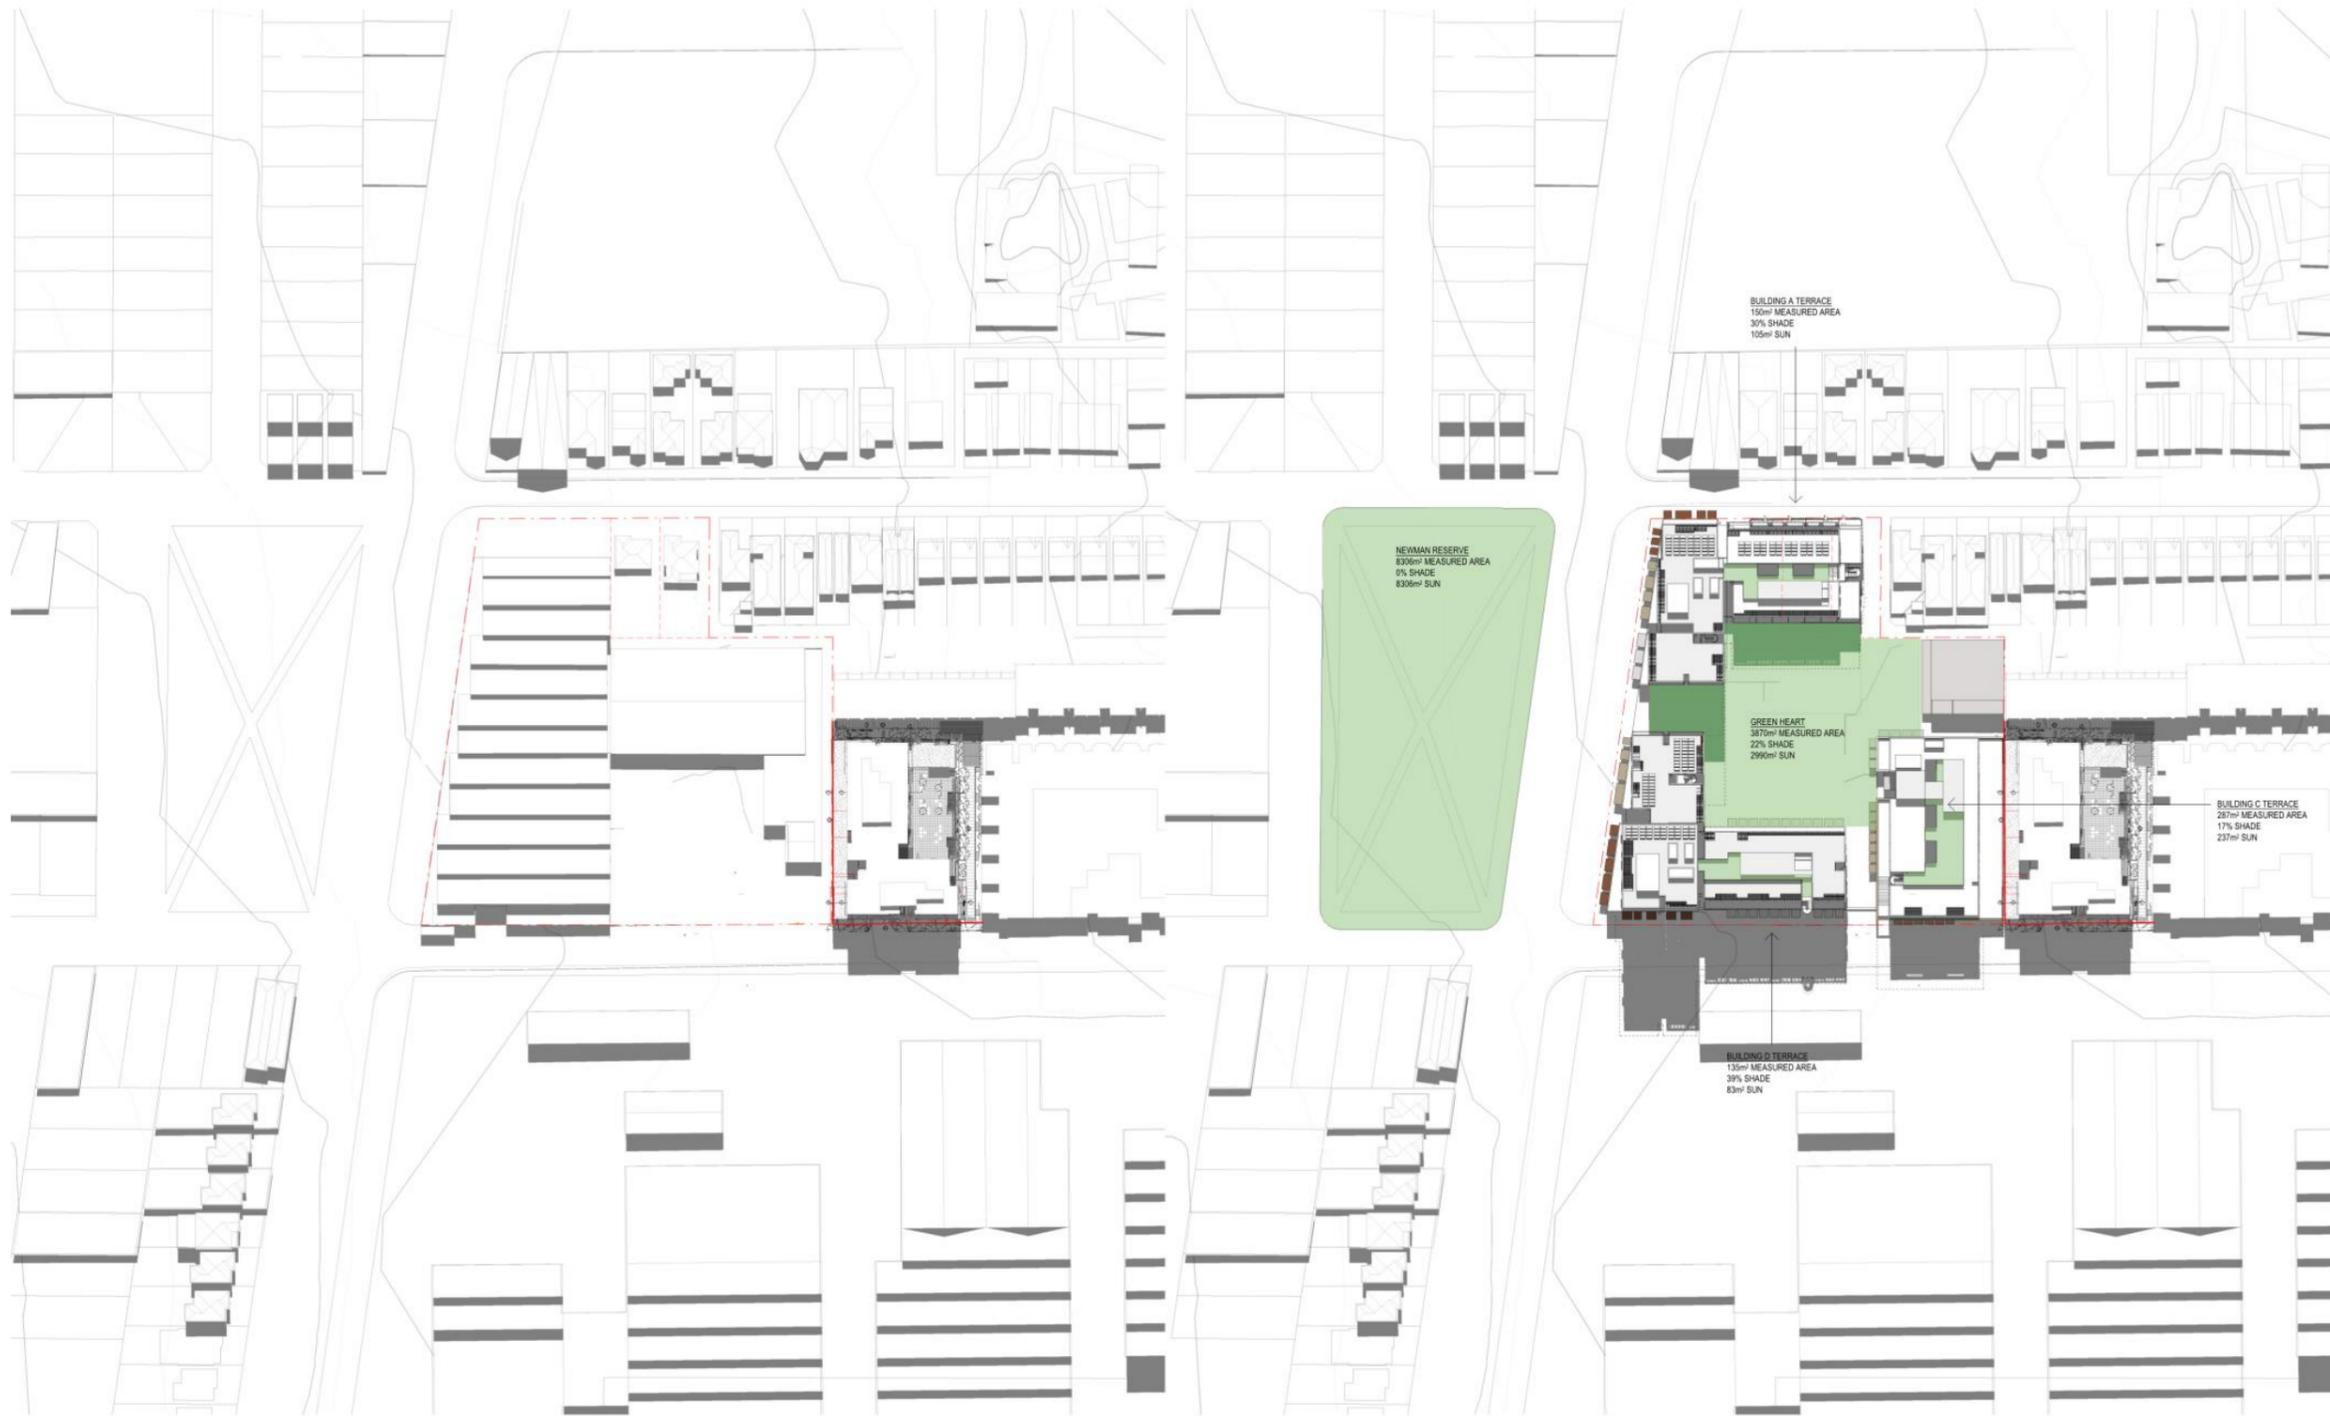 BUILDING A TERRACE
150m² MEASURED AREA
30% SHADE
105m² SUN
NEWMAN RESERVE
8306m² MEASURED AREA
0% SHADE
8306m² SUN
GREEN HEART
3870m² MEASURED AREA
22% SHADE
2990m² SUN
BUILDING C TERRACE
287m² MEASURED AREA
17% SHADE
237m² SUN
BUILDING D TERRACE
135m² MEASURED AREA
39% SHADE
83m² SUN